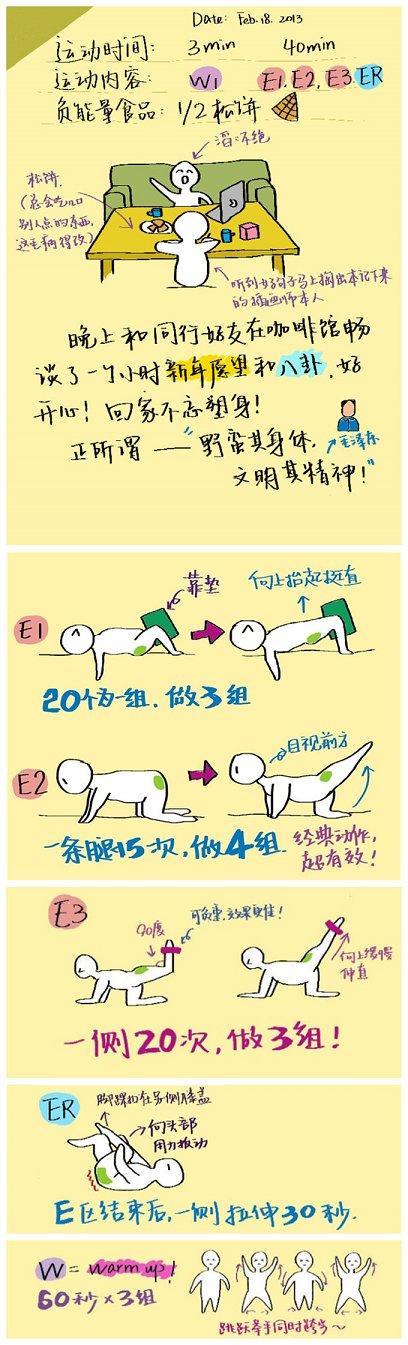 Date: Feb.18. 2013
运动时间: 3min 40min
运动内容: W1 E1. E2. E3. ER
负能量食品: 1/2松饼
滔滔不绝
松饼.
(总会吃几口
别人点的东西,
这毛病得改)
听到好句子马上掏出本记下来
的插画师本人
晚上和同行好友在咖啡馆畅
谈了一个小时新年愿望和八卦.好
开心! 回家不忘塑身!
正所谓——“野蛮其身体,
毛泽东
文明其精神!”
靠垫
向上抬起挺直
E1
20个为一组. 做3组
E2
目视前方
一条腿15次,做4组.
经典动作,
超有效!
E3
90度
可负重,效果更佳!
向上缓慢
伸直
一侧20次,做3组!
ER
脚踝扣在另一侧膝盖
向头部
用力扳动
E区结束后,一侧拉伸30秒.
W = warm up!
60秒×3组
跳跃举手同时跨步~